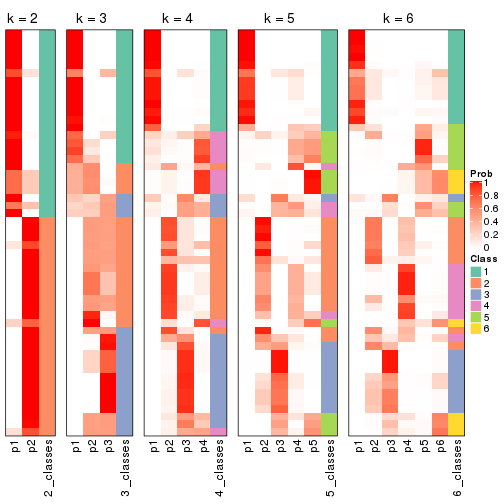 k = 2
k = 3
k = 4
k = 5
k = 6
p1
p2
2_classes
p1
p2
p3
3_classes
p1
p2
p3
p4
4_classes
p1
p2
p3
p4
p5
5_classes
p1
p2
p3
p4
p5
p6
6_classes
Prob
1
0.8
0.6
0.4
0.2
0
Class
1
2
3
4
5
6